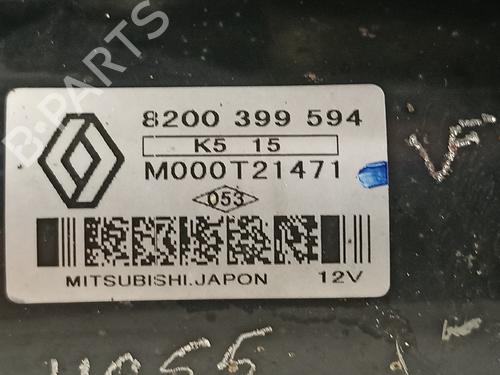 B-PARTS
8200 399 594
K5 15
M000T21471
053
MITSUBISHI.JAPON 12V